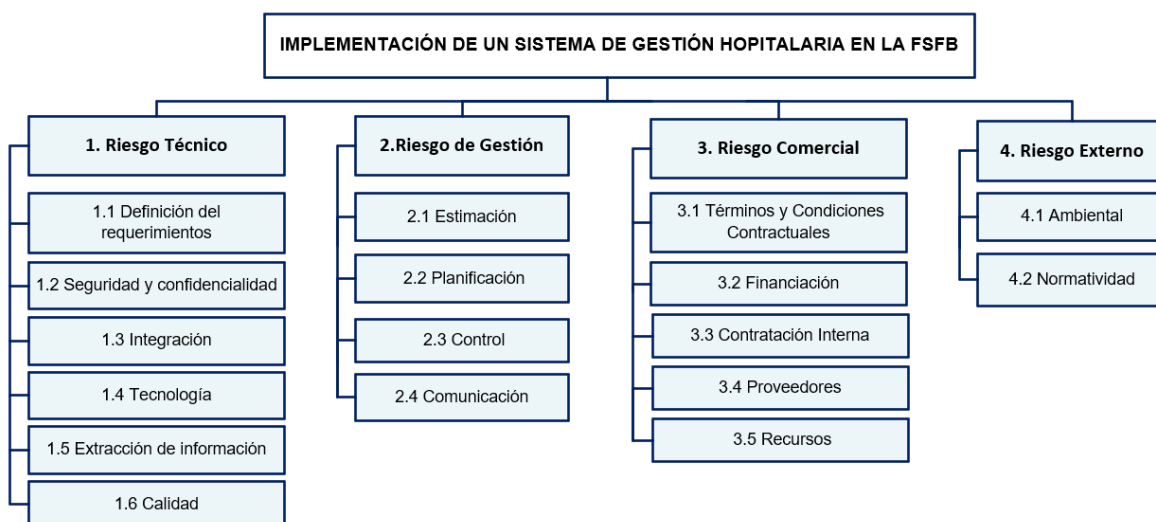 IMPLEMENTACIÓN DE UN SISTEMA DE GESTIÓN HOPITALARIA EN LA FSFB
1. Riesgo Técnico
1.1 Definición del
requerimientos
1.2 Seguridad y confidencialidad
1.3 Integración
1.4 Tecnología
1.5 Extracción de información
1.6 Calidad
2.Riesgo de Gestión
2.1 Estimación
2.2 Planificación
2.3 Control
2.4 Comunicación
3. Riesgo Comercial
3.1 Términos y Condiciones
Contractuales
3.2 Financiación
3.3 Contratación Interna
3.4 Proveedores
3.5 Recursos
4. Riesgo Externo
4.1 Ambiental
4.2 Normatividad